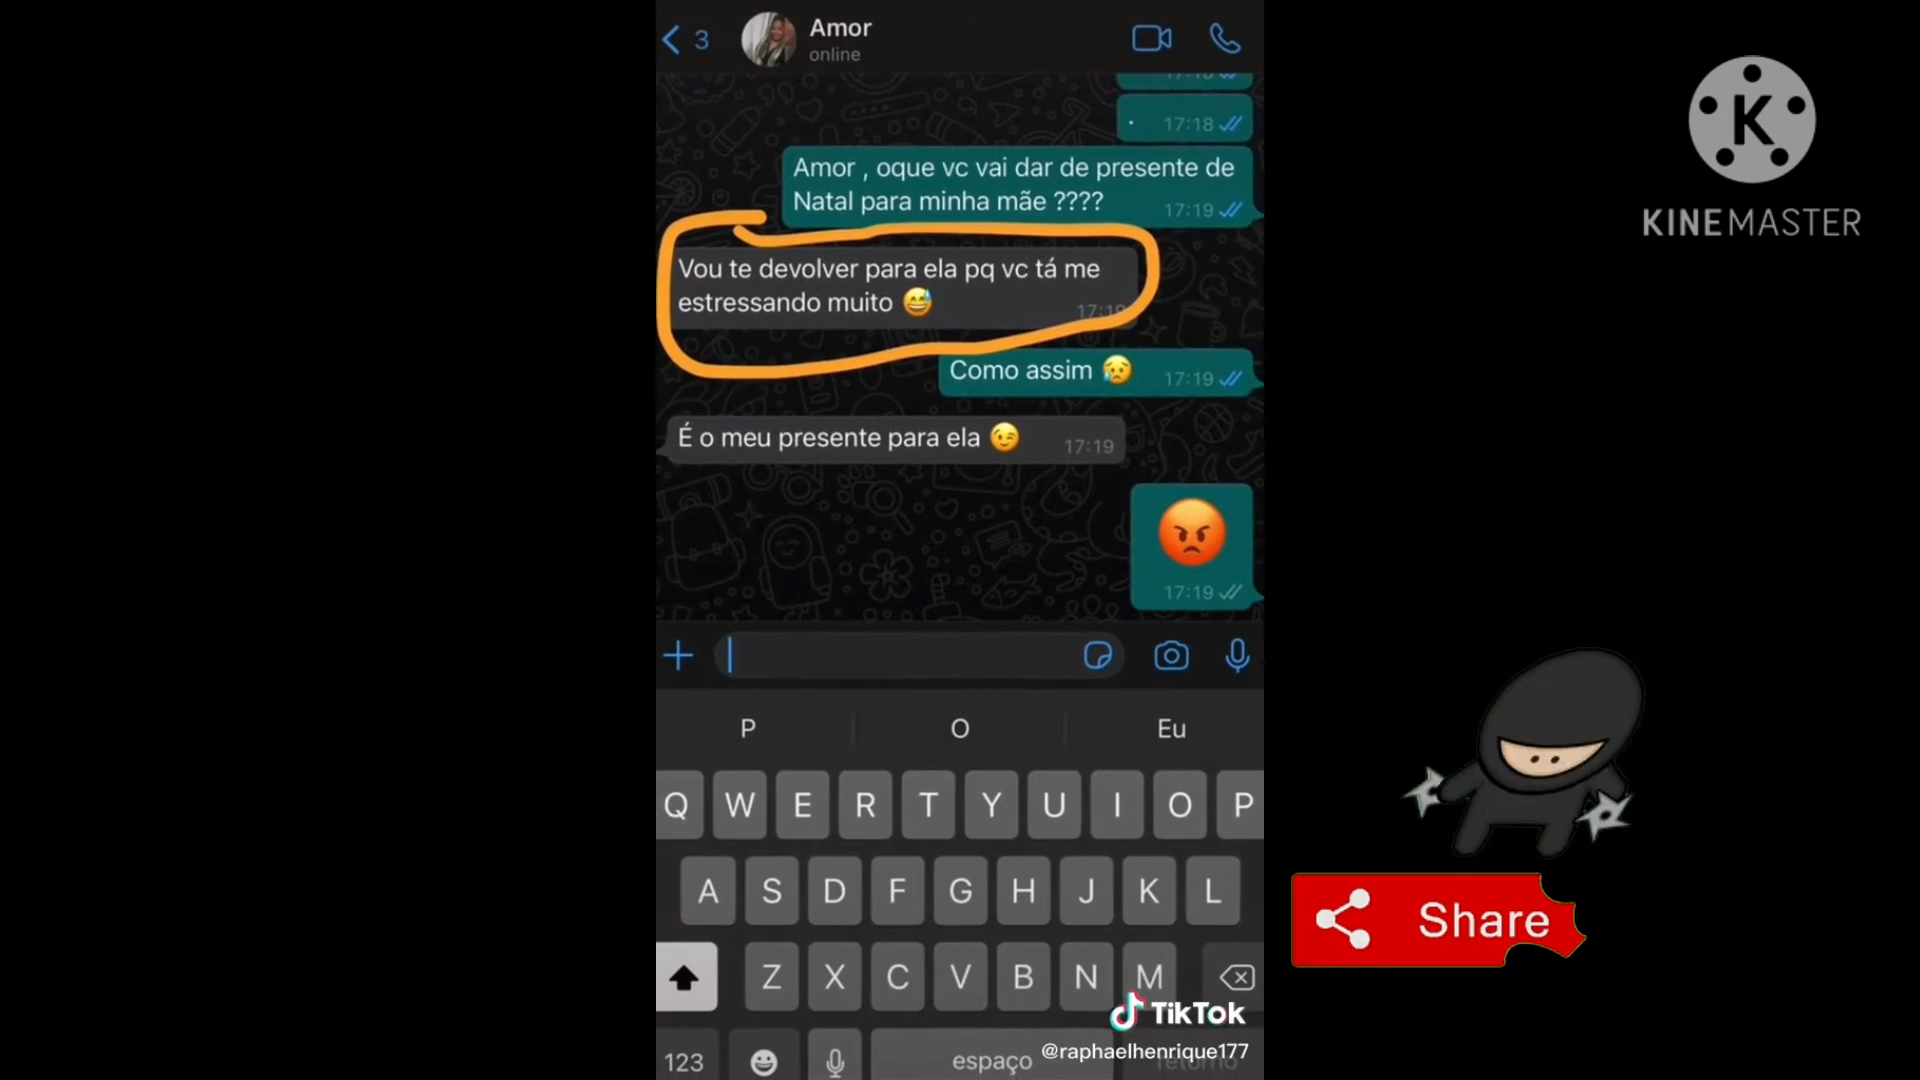 3
Amor
online
. 17:18
Amor , oque vc vai dar de presente de
Natal para minha mãe ????
17:19
Vou te devolver para ela pq vc tá me
estressando muito 😅
17:19
Como assim 😥 17:19
É o meu presente para ela 😉 17:19
😡
17:19
P O Eu
Q W E R T Y U I O P
A S D F G H J K L
Z X C V B N M
123 espaço
TikTok
@raphaelhenrique177
K
KINEMASTER
Share